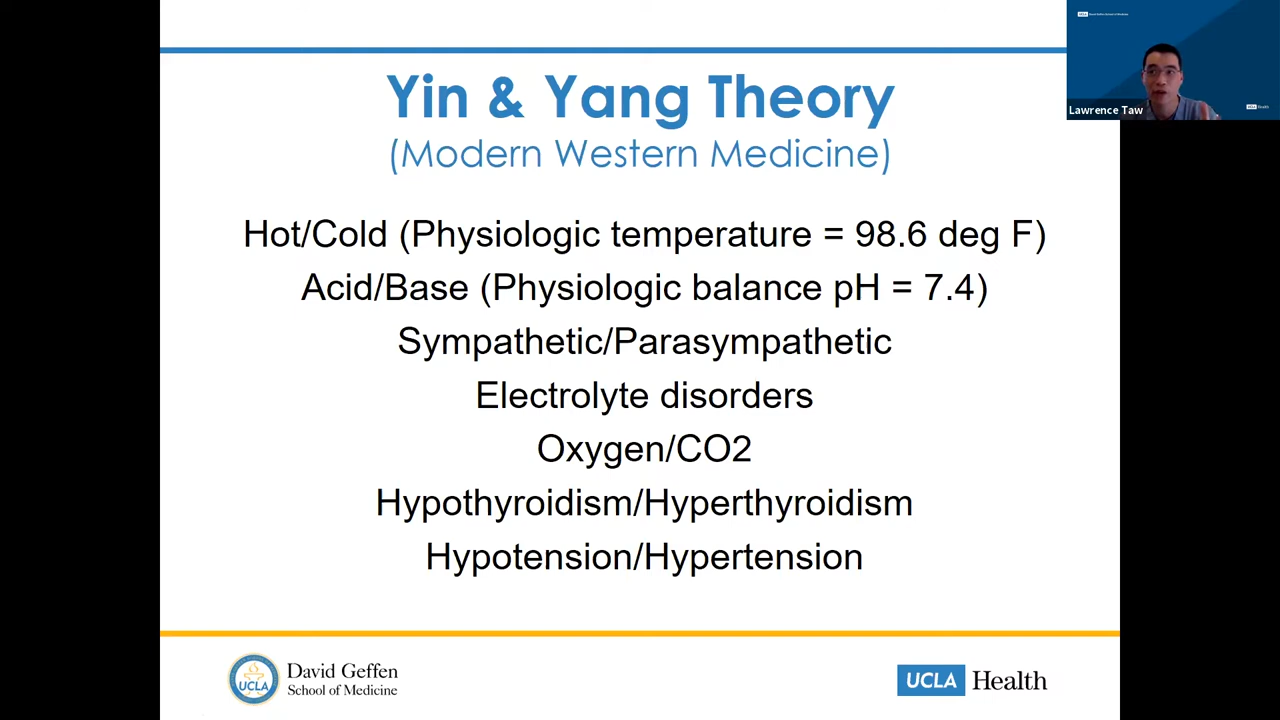 Yin & Yang Theory
(Modern Western Medicine)
Hot/Cold (Physiologic temperature = 98.6 deg F)
Acid/Base (Physiologic balance pH = 7.4)
Sympathetic/Parasympathetic
Electrolyte disorders
Oxygen/CO2
Hypothyroidism/Hyperthyroidism
Hypotension/Hypertension
UCLA
David Geffen
School of Medicine
UCLA Health
Lawrence Taw